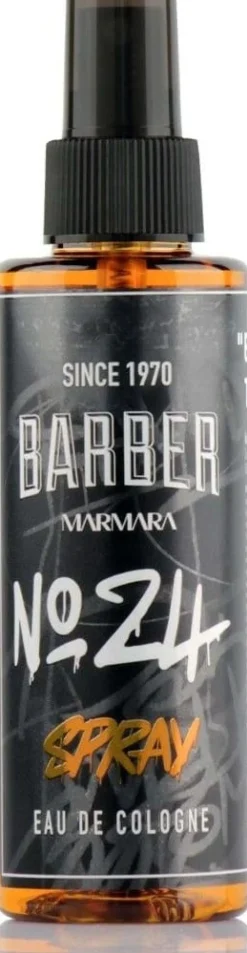 SINCE 1970
BARBER
MARMARA
No 24
SPRAY
EAU DE COLOGNE